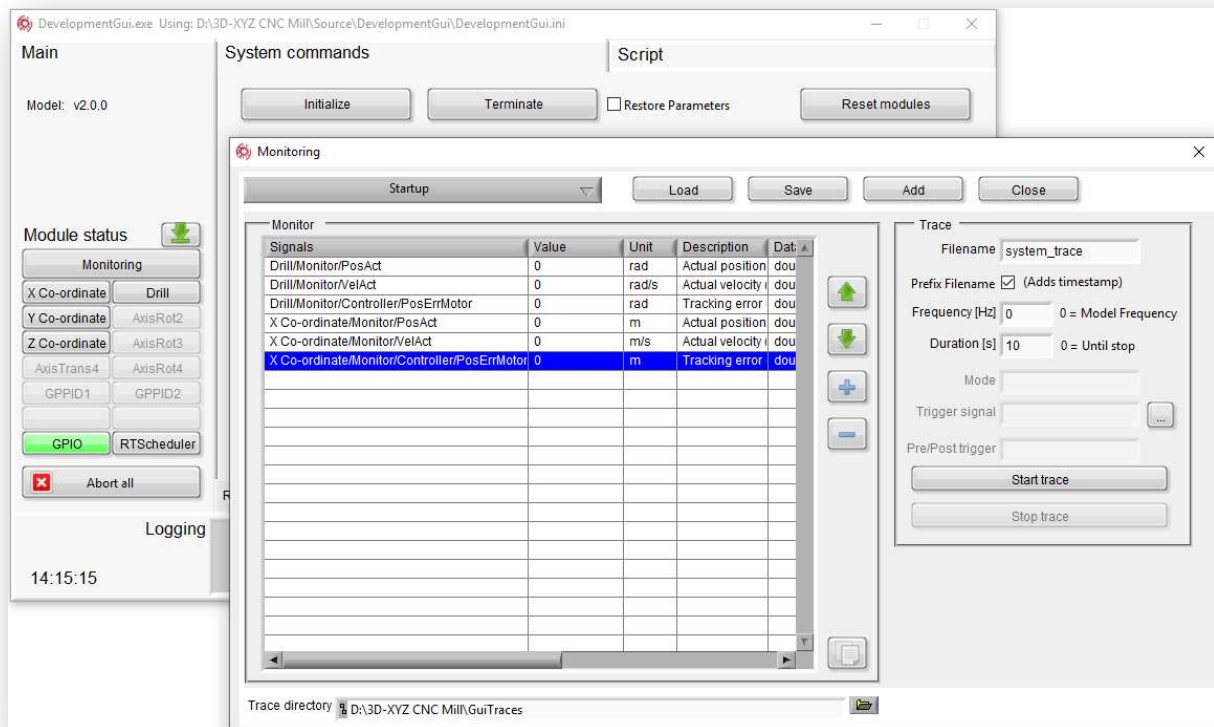 DevelopmentGui.exe Using: D:\3D-XYZ CNC Mill\Source\DevelopmentGui\DevelopmentGui.ini
Main
System commands
Script
Model: v2.0.0
Initialize
Terminate
Restore Parameters
Reset modules
Monitoring
Startup
Load
Save
Add
Close
Module status
Monitoring
X Co-ordinate Drill
Y Co-ordinate AxisRot2
Z Co-ordinate AxisRot3
AxisTrans4 AxisRot4
GPPID1 GPPID2
GPIO RTScheduler
Abort all
Logging
14:15:15
Monitor
Signals Value Unit Description Dat
Drill/Monitor/PosAct 0 rad Actual position dou
Drill/Monitor/VelAct 0 rad/s Actual velocity dou
Drill/Monitor/Controller/PosErrMotor 0 rad Tracking error dou
X Co-ordinate/Monitor/PosAct 0 m Actual position dou
X Co-ordinate/Monitor/VelAct 0 m/s Actual velocity dou
X Co-ordinate/Monitor/Controller/PosErrMotor 0 m Tracking error dou
Trace
Filename system_trace
Prefix Filename (Adds timestamp)
Frequency [Hz] 0 0 = Model Frequency
Duration [s] 10 0 = Until stop
Mode
Trigger signal ...
Pre/Post trigger
Start trace
Stop trace
Trace directory D:\3D-XYZ CNC Mill\GuiTraces